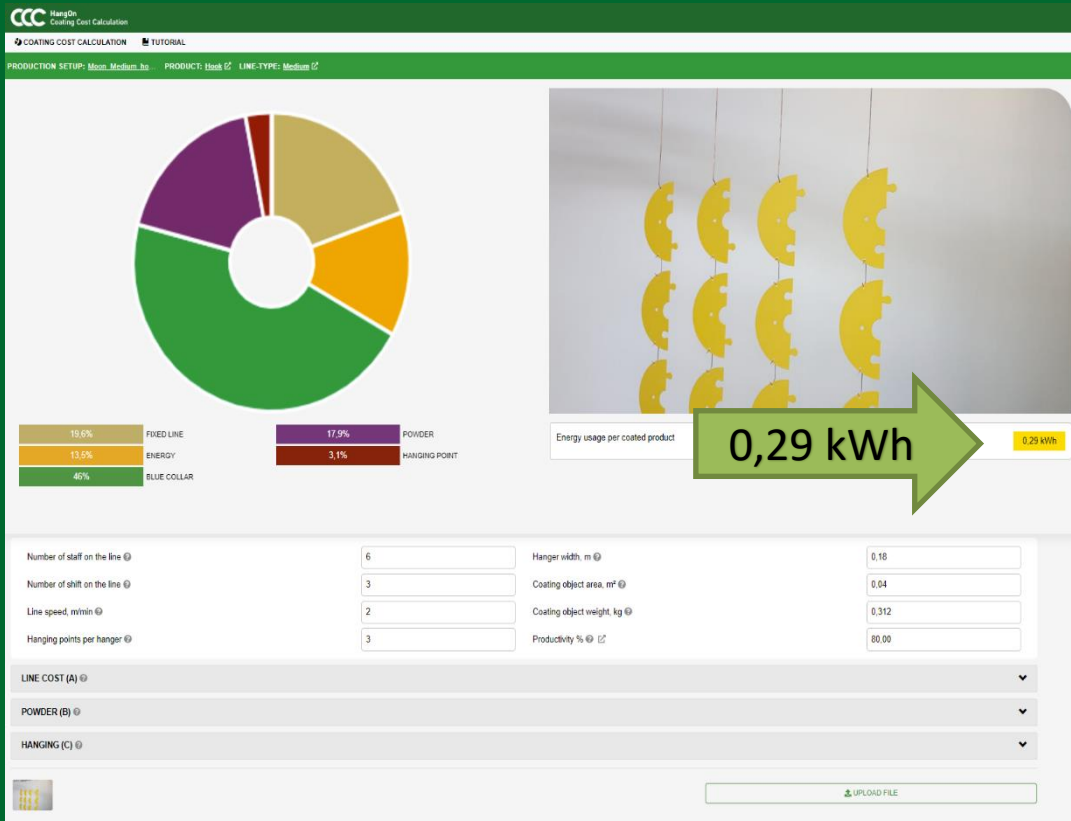 CCC HangOn
Coating Cost Calculation
COATING COST CALCULATION TUTORIAL
PRODUCTION SETUP: Moon_Medium_ho... PRODUCT: Hook LINE-TYPE: Medium
19,6% FIXED LINE 17,9% POWDER
13,5% ENERGY 3,1% HANGING POINT
46% BLUE COLLAR
Energy usage per coated product 0,29 kWh 0,29 kWh
Number of staff on the line 6 Hanger width, m 0,18
Number of shift on the line 3 Coating object area, m² 0,04
Line speed, m/min 2 Coating object weight, kg 0,312
Hanging points per hanger 3 Productivity % 80,00
LINE COST (A)
POWDER (B)
HANGING (C)
UPLOAD FILE